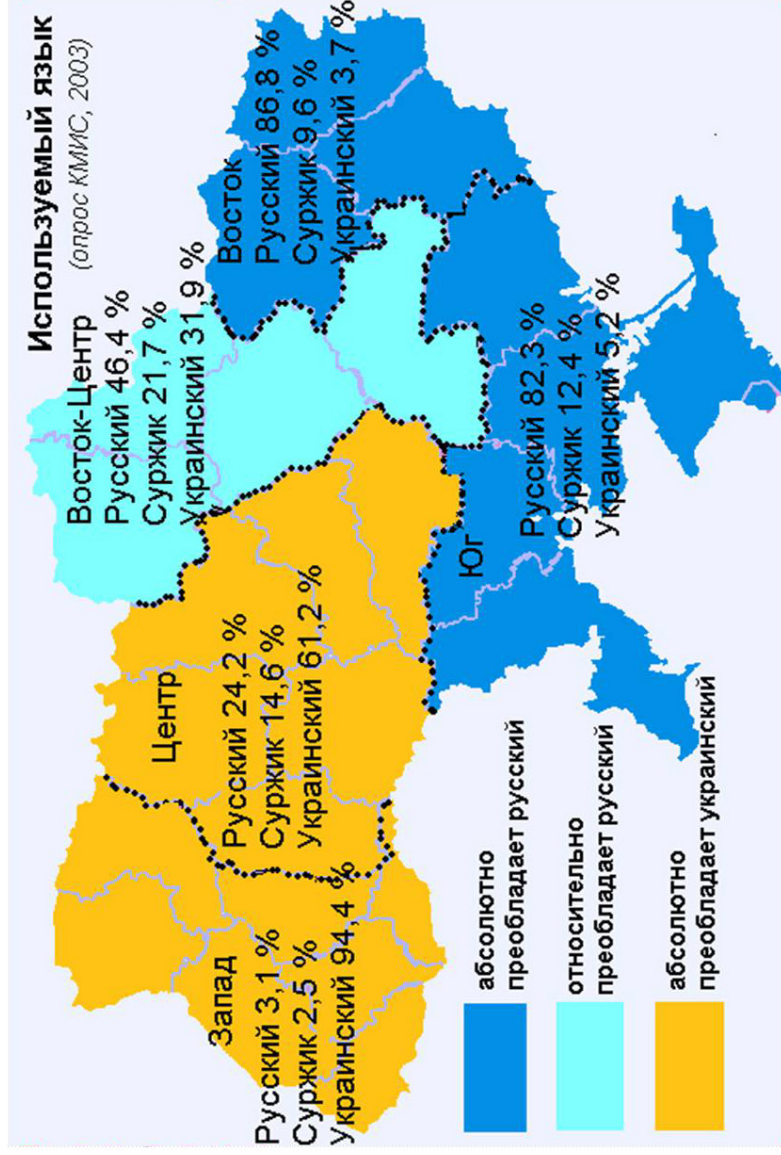 Используемый язык
(опрос КМИС, 2003)
Восток-Центр
Русский 46,4 %
Суржик 21,7 %
Украинский 31,9 %
Восток
Русский 86,8 %
Суржик 9,6 %
Украинский 3,7 %
Центр
Русский 24,2 %
Суржик 14,6 %
Украинский 61,2 %
Запад
Русский 3,1 %
Суржик 2,5 %
Украинский 94,4 %
Юг
Русский 82,3 %
Суржик 12,4 %
Украинский 5,2 %
абсолютно
преобладает русский
относительно
преобладает русский
абсолютно
преобладает украинский